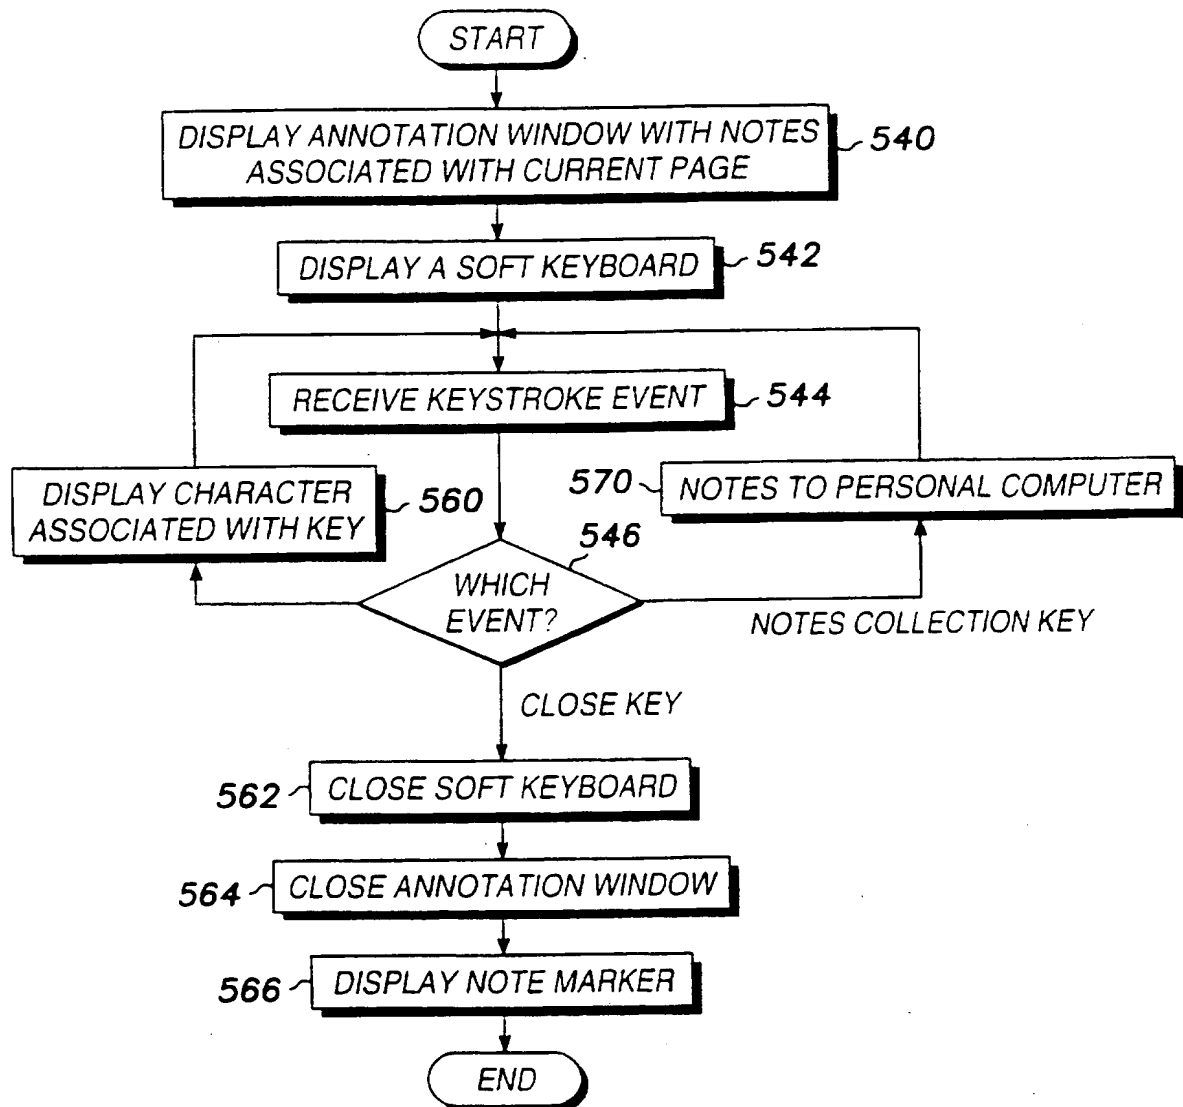 START
DISPLAY ANNOTATION WINDOW WITH NOTES
ASSOCIATED WITH CURRENT PAGE
540
DISPLAY A SOFT KEYBOARD
542
RECEIVE KEYSTROKE EVENT
544
DISPLAY CHARACTER
ASSOCIATED WITH KEY
560
570
NOTES TO PERSONAL COMPUTER
546
WHICH
EVENT?
NOTES COLLECTION KEY
CLOSE KEY
562
CLOSE SOFT KEYBOARD
564
CLOSE ANNOTATION WINDOW
566
DISPLAY NOTE MARKER
END